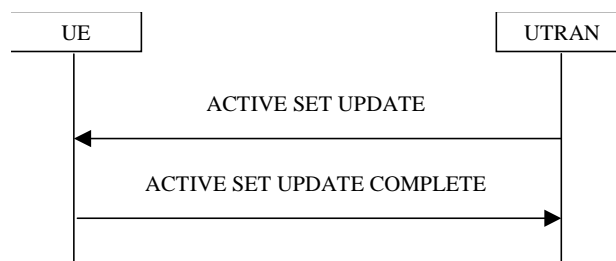 UE
UTRAN
ACTIVE SET UPDATE
ACTIVE SET UPDATE COMPLETE